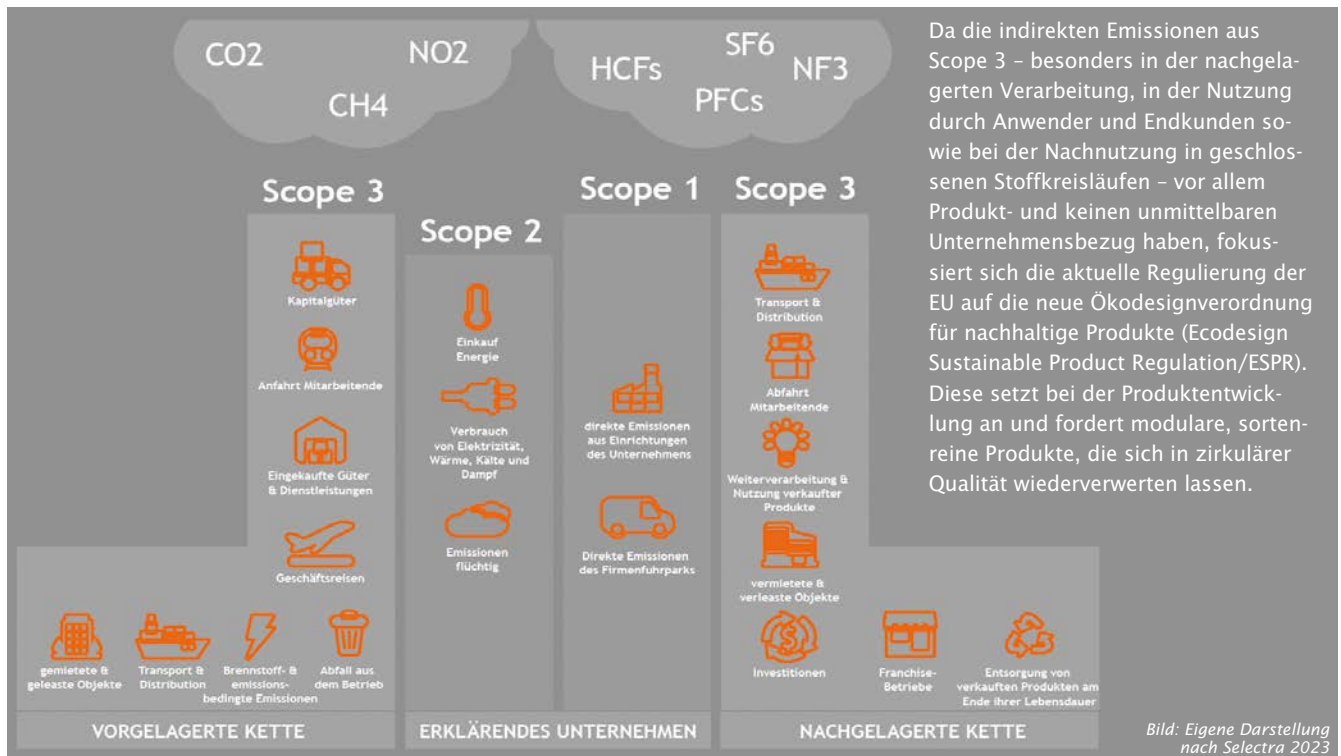 CO2
NO2
CH4
HCFs
SF6
NF3
PFCs
Scope 3
Kapitalgüter
Anfahrt Mitarbeitende
Eingekaufte Güter
& Dienstleistungen
Geschäftsreisen
gemietete &
geleaste Objekte
Transport &
Distribution
Brennstoff- &
emissions-
bedingte Emissionen
Abfall aus
dem Betrieb
VORGELAGERTE KETTE
Scope 2
Einkauf
Energie
Verbrauch
von Elektrizität,
Wärme, Kälte und
Dampf
Emissionen
flüchtig
Scope 1
direkte Emissionen
aus Einrichtungen
des Unternehmens
Direkte Emissionen
des Firmenfuhrparks
ERKLÄRENDES UNTERNEHMEN
Scope 3
Transport &
Distribution
Abfahrt
Mitarbeitende
Weiterverarbeitung &
Nutzung verkaufter
Produkte
vermietete &
verleaste Objekte
Investitionen
Franchise-
Betriebe
Entsorgung von
verkauften Produkten am
Ende ihrer Lebensdauer
NACHGELAGERTE KETTE
Da die indirekten Emissionen aus
Scope 3 – besonders in der nachgela-
gerten Verarbeitung, in der Nutzung
durch Anwender und Endkunden so-
wie bei der Nachnutzung in geschlos-
senen Stoffkreisläufen – vor allem
Produkt- und keinen unmittelbaren
Unternehmensbezug haben, fokus-
siert sich die aktuelle Regulierung der
EU auf die neue Ökodesignverordnung
für nachhaltige Produkte (Ecodesign
Sustainable Product Regulation/ESPR).
Diese setzt bei der Produktentwick-
lung an und fordert modulare, sorten-
reine Produkte, die sich in zirkulärer
Qualität wiederverwerten lassen.
Bild: Eigene Darstellung
nach Selectra 2023